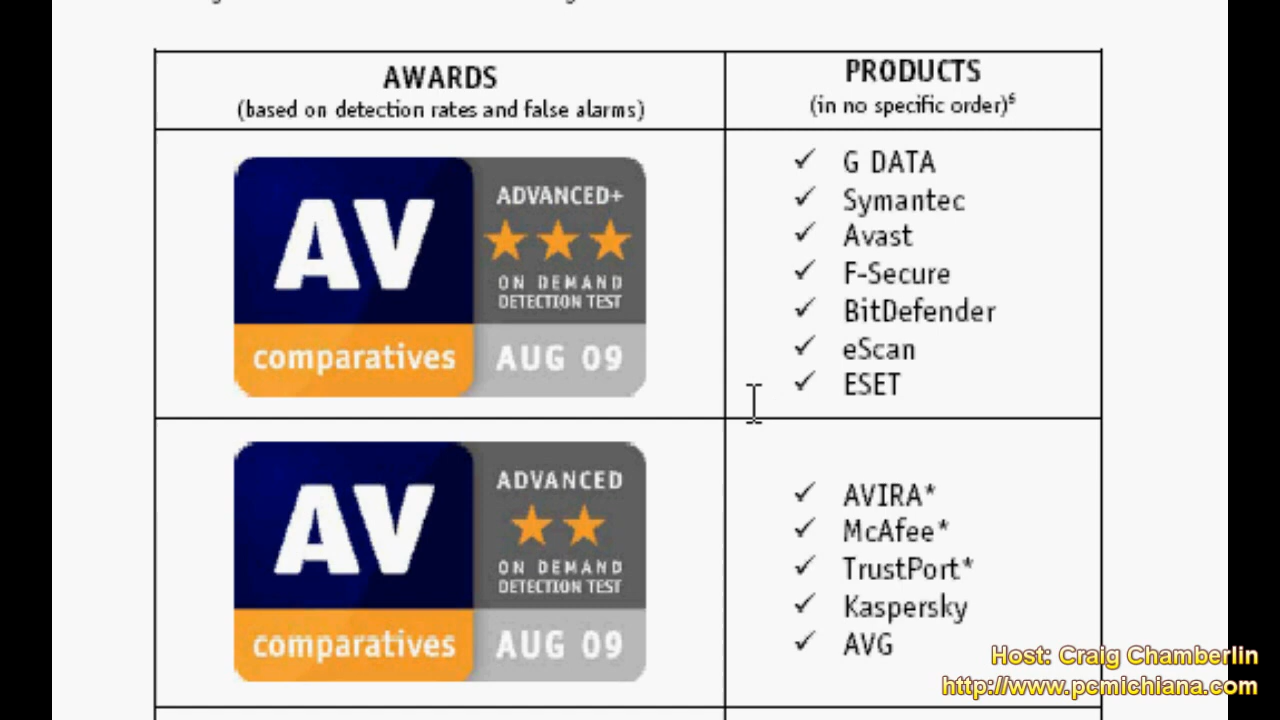 AWARDS
(based on detection rates and false alarms)
PRODUCTS
(in no specific order)⁶
AV
comparatives
ADVANCED+
ON DEMAND
DETECTION TEST
AUG 09
✓ G DATA
✓ Symantec
✓ Avast
✓ F-Secure
✓ BitDefender
✓ eScan
✓ ESET
AV
comparatives
ADVANCED
ON DEMAND
DETECTION TEST
AUG 09
✓ AVIRA*
✓ McAfee*
✓ TrustPort*
✓ Kaspersky
✓ AVG
Host: Craig Chamberlin
http://www.pcmichiana.com